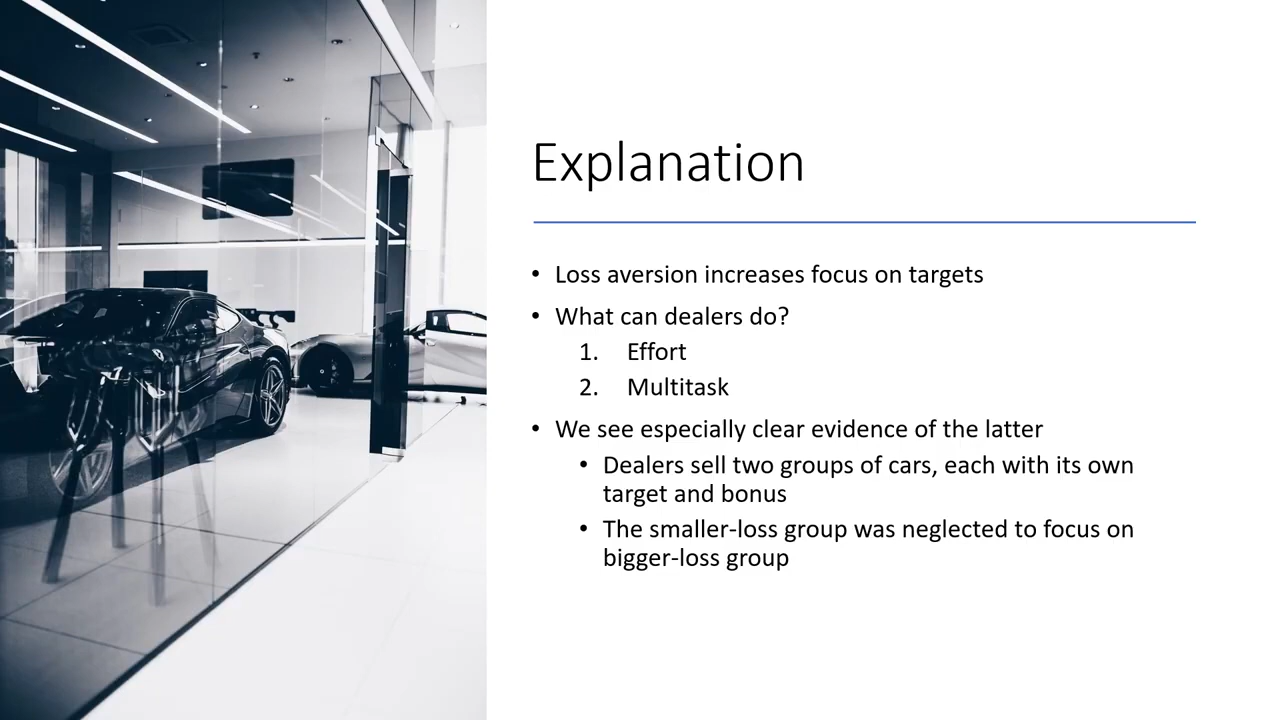 Explanation
• Loss aversion increases focus on targets
• What can dealers do?
1. Effort
2. Multitask
• We see especially clear evidence of the latter
• Dealers sell two groups of cars, each with its own
target and bonus
• The smaller-loss group was neglected to focus on
bigger-loss group